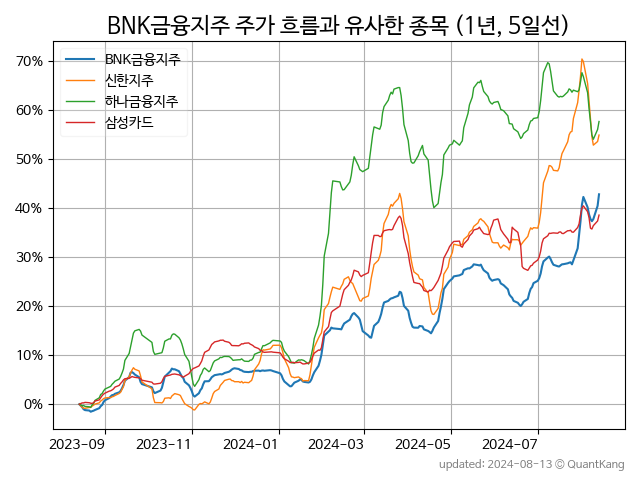 BNK금융지주 주가 흐름과 유사한 종목 (1년, 5일선)
BNK금융지주
신한지주
하나금융지주
삼성카드
70%
60%
50%
40%
30%
20%
10%
0%
2023-09
2023-11
2024-01
2024-03
2024-05
2024-07
updated: 2024-08-13 © QuantKang